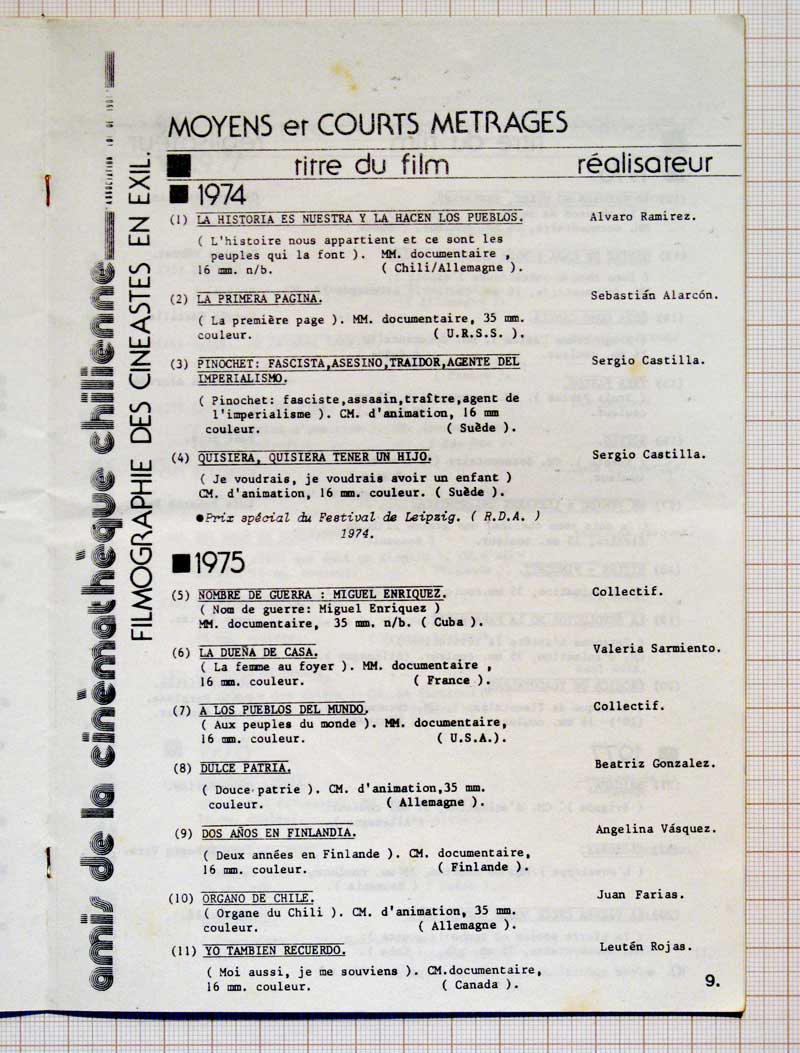 amis de la cinémathèque chilienne
FILMOGRAPHIE DES CINEASTES EN EXIL.
MOYENS et COURTS METRAGES
titre du film réalisateur
1974
(1) LA HISTORIA ES NUESTRA Y LA HACEN LOS PUEBLOS. Alvaro Ramirez.
( L'histoire nous appartient et ce sont les
peuples qui la font ). MM. documentaire ,
16 mm. n/b. ( Chili/Allemagne ).
(2) LA PRIMERA PAGINA. Sebastián Alarcón.
( La première page ). MM. documentaire, 35 mm.
couleur. ( U.R.S.S. ).
(3) PINOCHET: FASCISTA,ASESINO,TRAIDOR,AGENTE DEL Sergio Castilla.
IMPERIALISMO.
( Pinochet: fasciste,assasin,traître,agent de
l'imperialisme ). CM. d'animation, 16 mm
couleur. ( Suède ).
(4) QUISIERA, QUISIERA TENER UN HIJO. Sergio Castilla.
( Je voudrais, je voudrais avoir un enfant )
CM. d'animation, 16 mm. couleur. ( Suède ).
●Prix spécial du Festival de Leipzig. ( R.D.A. )
1974.
1975
(5) NOMBRE DE GUERRA : MIGUEL ENRIQUEZ. Collectif.
( Nom de guerre: Miguel Enriquez )
MM. documentaire, 35 mm. n/b. ( Cuba ).
(6) LA DUEÑA DE CASA. Valeria Sarmiento.
( La femme au foyer ). MM. documentaire ,
16 mm. couleur. ( France ).
(7) A LOS PUEBLOS DEL MUNDO. Collectif.
( Aux peuples du monde ). MM. documentaire,
16 mm. couleur. ( U.S.A.).
(8) DULCE PATRIA. Beatriz Gonzalez.
( Douce patrie ). CM. d'animation,35 mm.
couleur. ( Allemagne ).
(9) DOS AÑOS EN FINLANDIA. Angelina Vásquez.
( Deux années en Finlande ). CM. documentaire,
16 mm. couleur. ( Finlande ).
(10) ORGANO DE CHILE. Juan Farias.
( Organe du Chili ). CM. d'animation, 35 mm.
couleur. ( Allemagne ).
(11) YO TAMBIEN RECUERDO. Leutén Rojas.
( Moi aussi, je me souviens ). CM.documentaire,
16 mm. couleur. ( Canada ).
9.